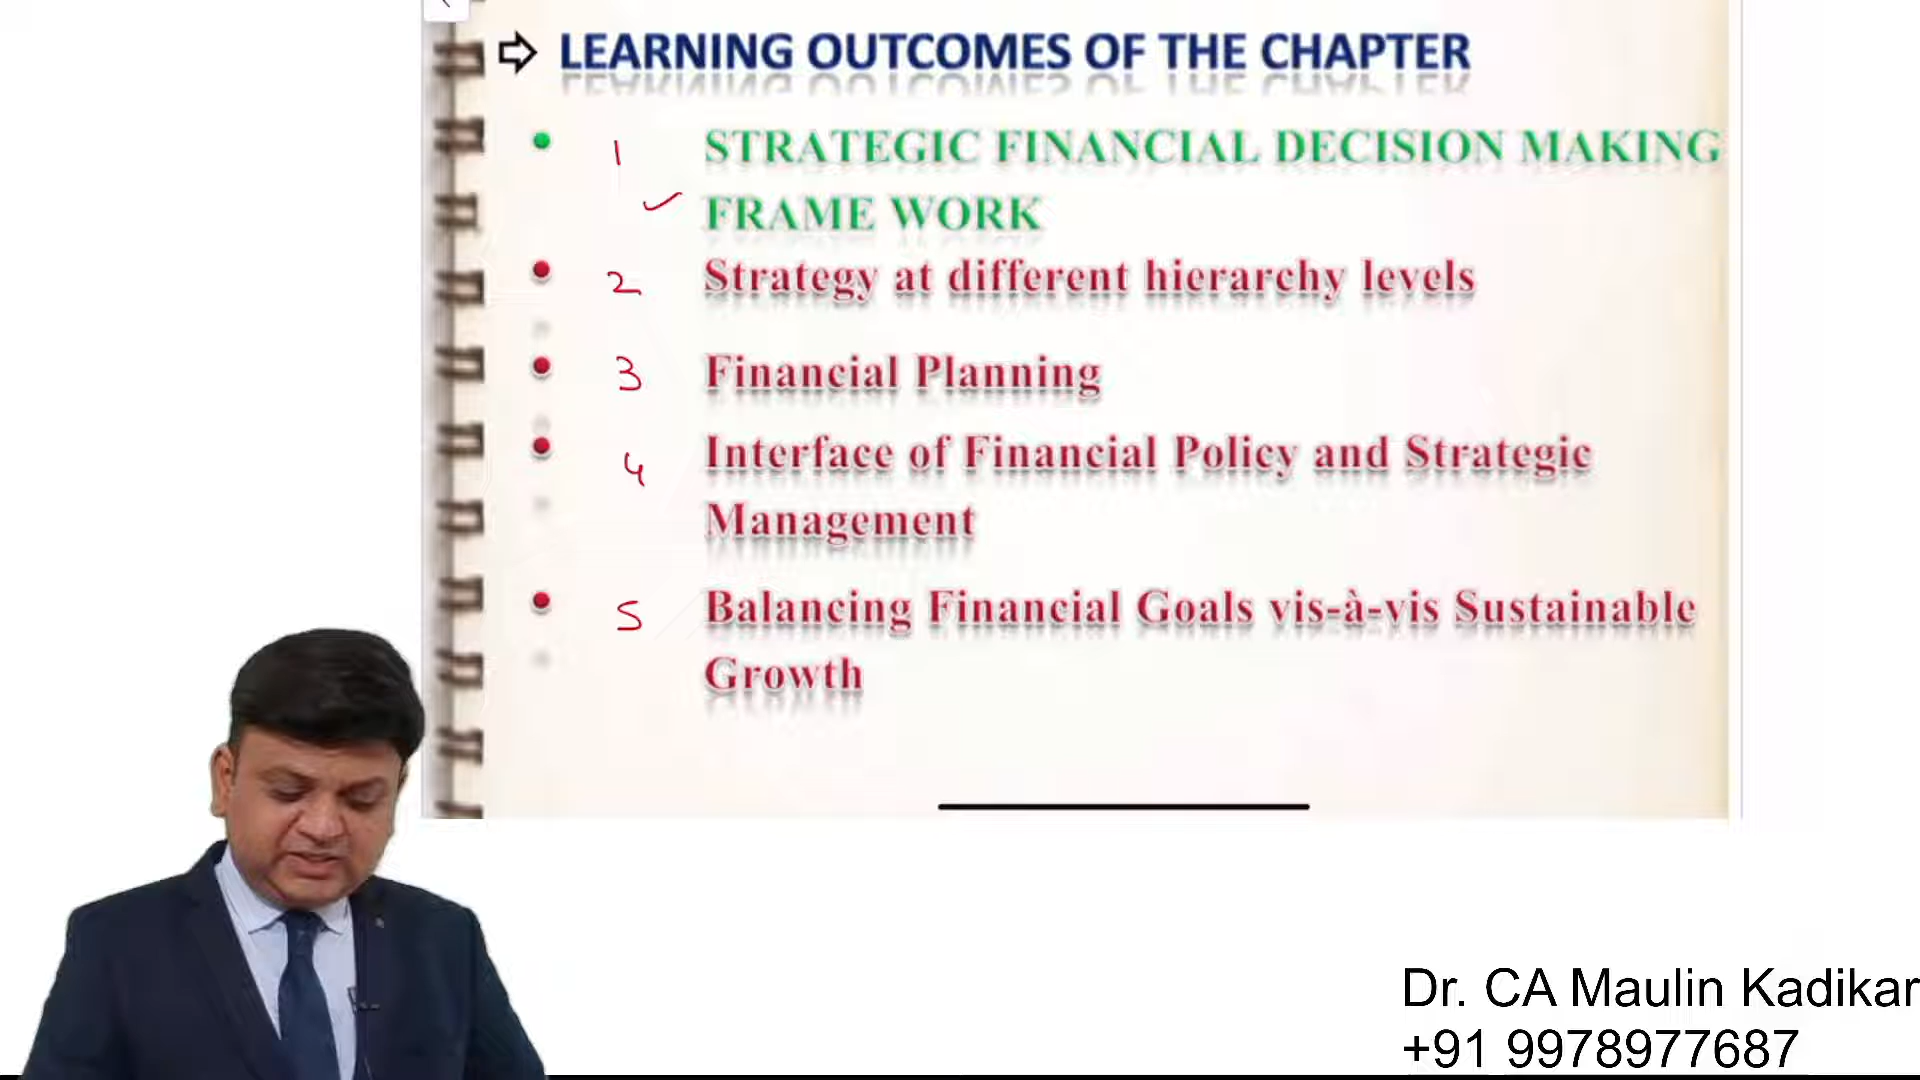 LEARNING OUTCOMES OF THE CHAPTER
1 STRATEGIC FINANCIAL DECISION MAKING
FRAME WORK
2 Strategy at different hierarchy levels
3 Financial Planning
4 Interface of Financial Policy and Strategic
Management
5 Balancing Financial Goals vis-à-vis Sustainable
Growth
Dr. CA Maulin Kadikar
+91 9978977687